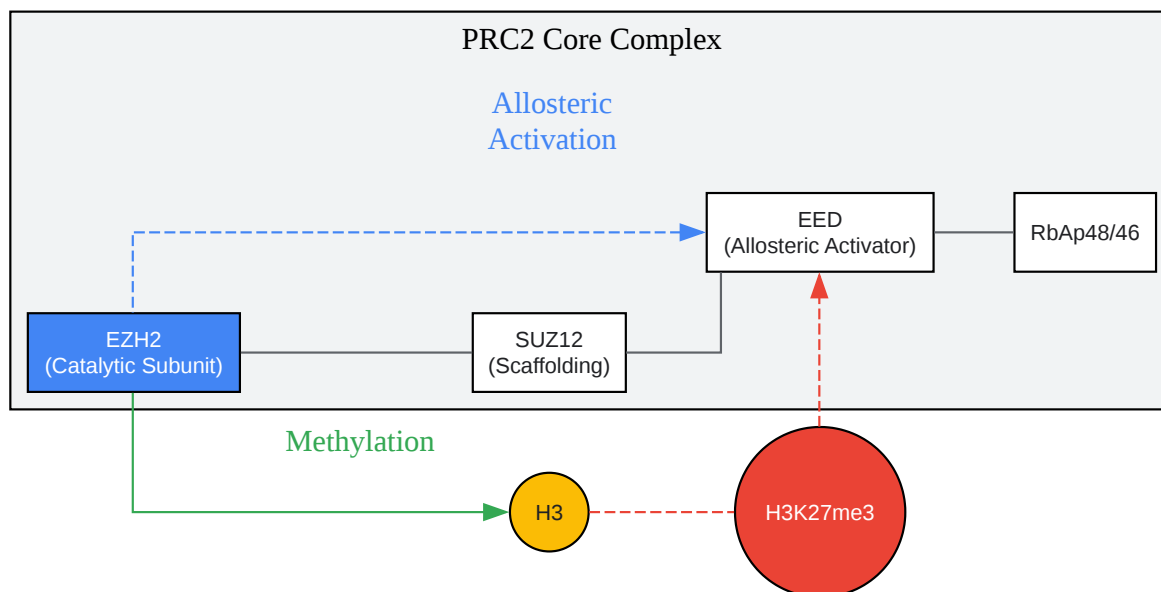 PRC2 Core Complex
Allosteric
Activation
EED
(Allosteric Activator)
RbAp48/46
EZH2
(Catalytic Subunit)
SUZ12
(Scaffolding)
Methylation
H3
H3K27me3